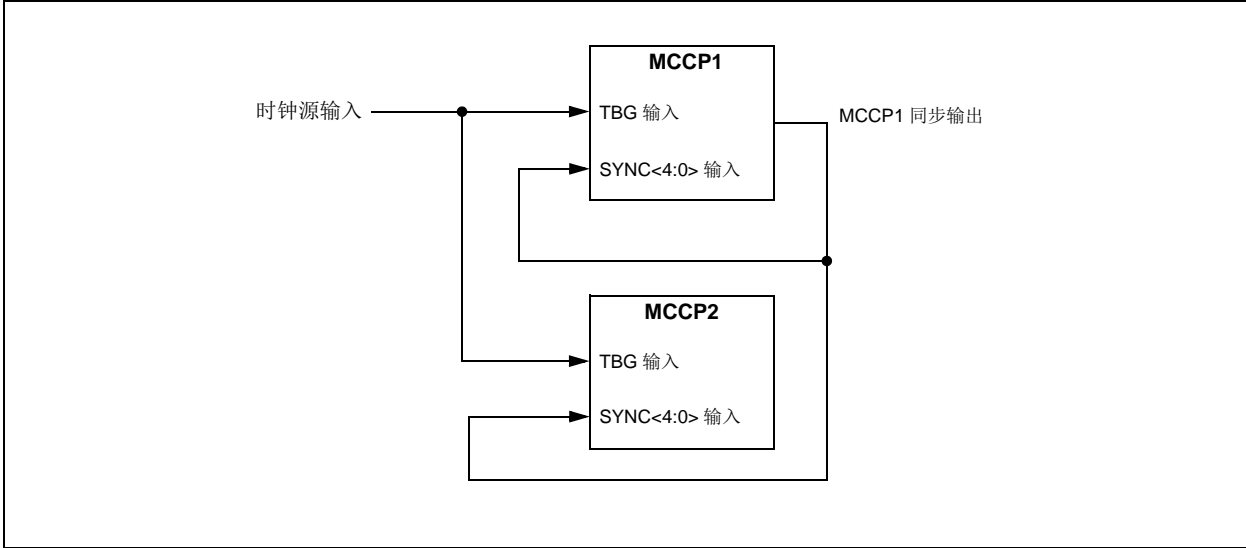 MCCP1
时钟源输入
TBG 输入
MCCP1 同步输出
SYNC<4:0> 输入
MCCP2
TBG 输入
SYNC<4:0> 输入